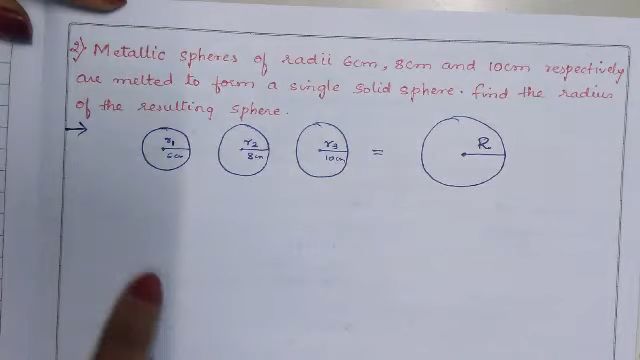 2) Metallic spheres of radii 6cm, 8cm and 10cm respectively
are melted to form a single solid sphere. find the radius
of the resulting sphere.
→ r1 6cm r2 8cm r3 10cm = R